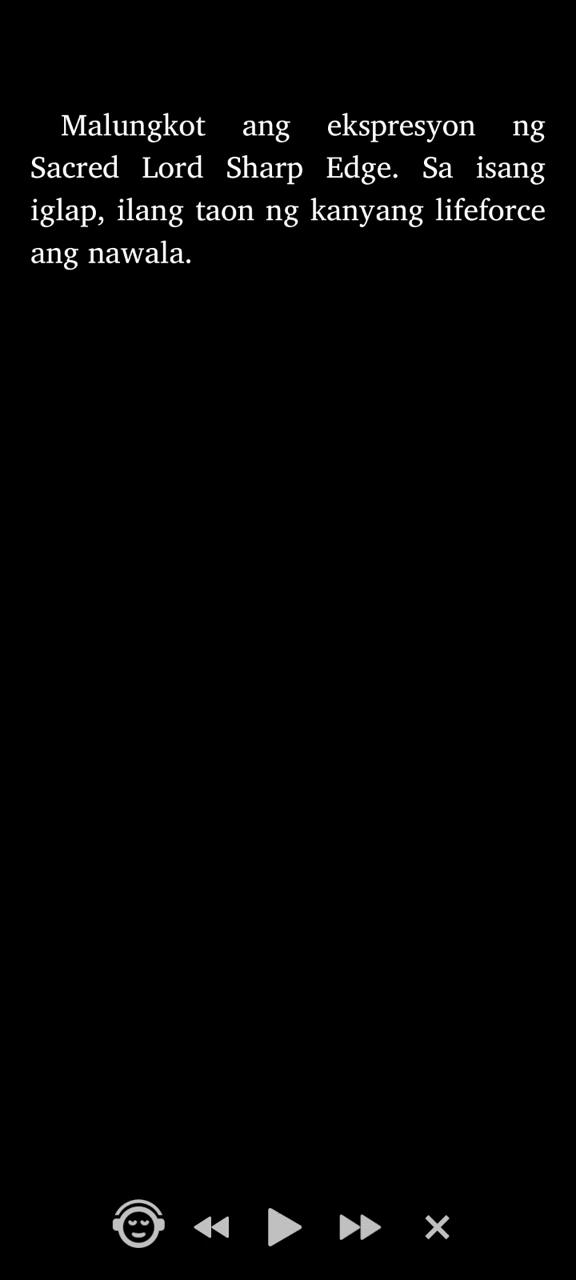 Malungkot ang ekspresyon ng
Sacred Lord Sharp Edge. Sa isang
iglap, ilang taon ng kanyang lifeforce
ang nawala.